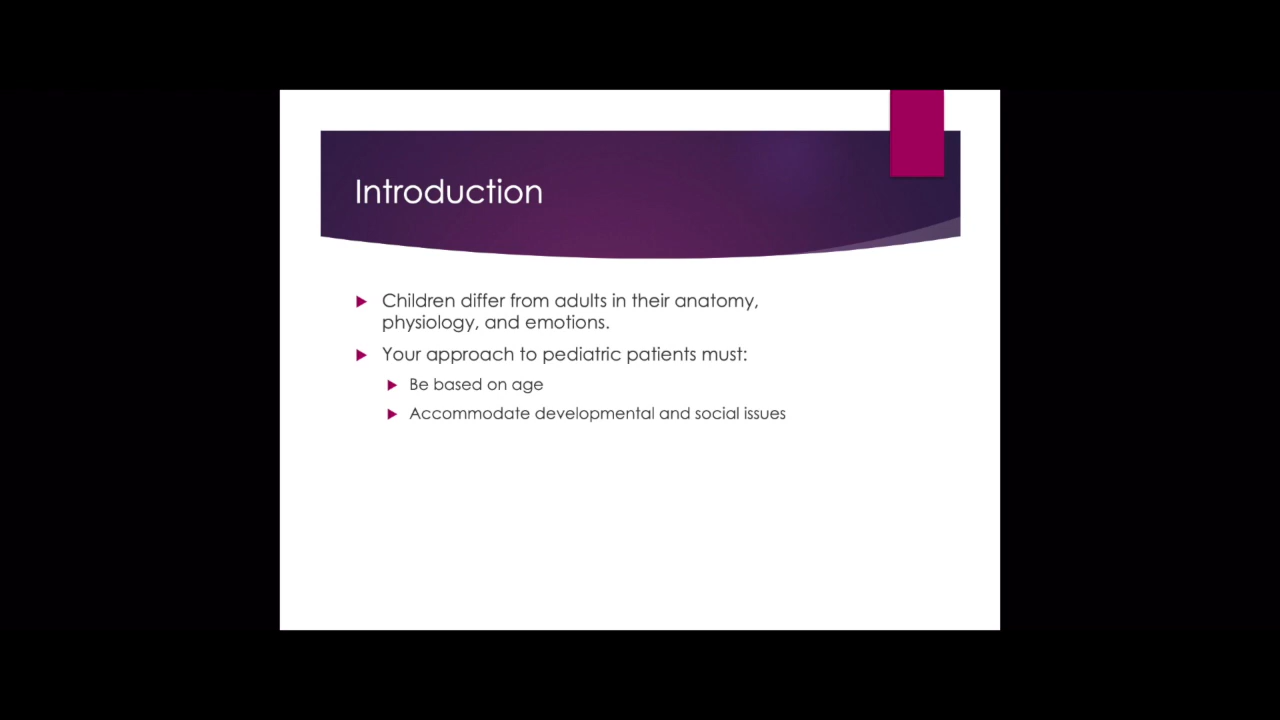 Introduction
Children differ from adults in their anatomy,
physiology, and emotions.
Your approach to pediatric patients must:
Be based on age
Accommodate developmental and social issues